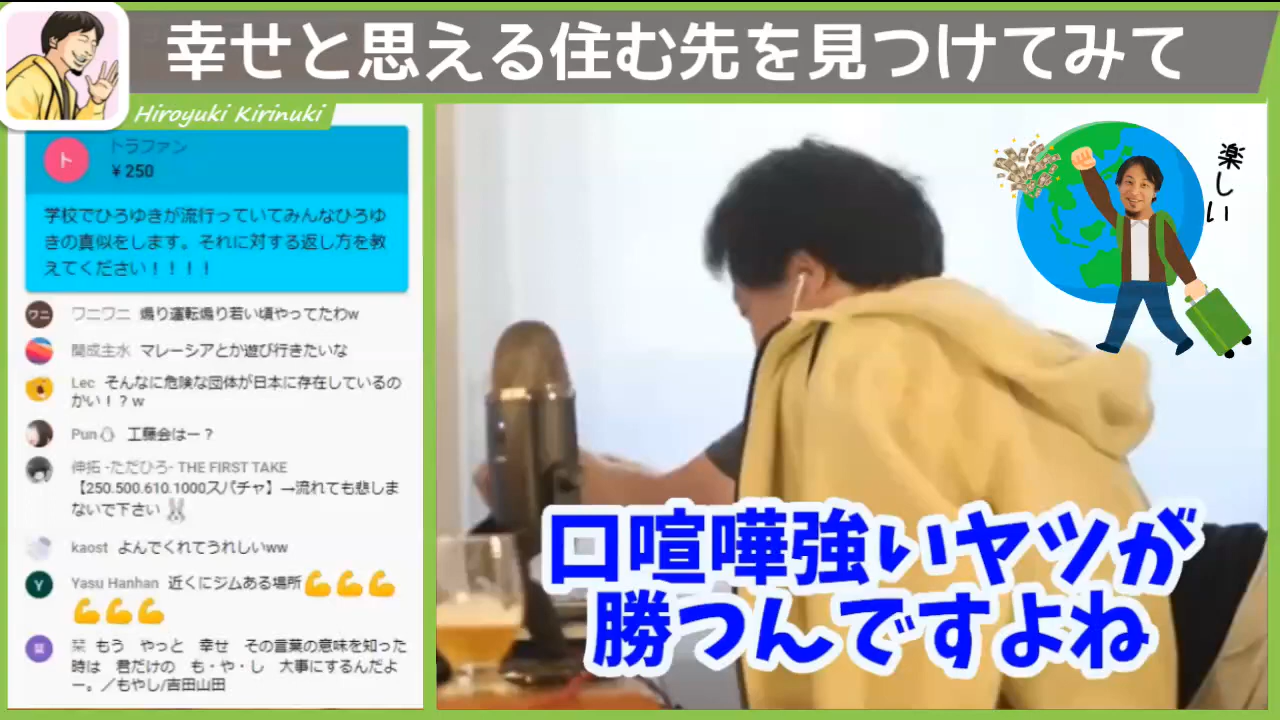 幸せと思える住む先を見つけてみて
Hiroyuki Kirinuki
ト
トラファン
￥250
学校でひろゆきが流行っていてみんなひろゆ
きの真似をします。それに対する返し方を教
えてください！！！！
ワニ
ワニワニ 煽り運転煽り若い頃やってたわw
開成主水 マレーシアとか遊び行きたいな
Lec そんなに危険な団体が日本に存在しているの
かい！？w
Pun 工藤会はー？
伸拓 -ただひろ- THE FIRST TAKE
【250.500.610.1000スパチャ】→流れても悲しま
ないで下さい
kaost よんでくれてうれしいww
Y
Yasu Hanhan 近くにジムある場所💪💪💪
💪💪💪
栞 もう　やっと　幸せ　その言葉の意味を知った
時は　君だけの　も・や・し　大事にするんだよ
ー。／もやし/吉田山田
楽しい
口喧嘩強いヤツが
勝つんですよね